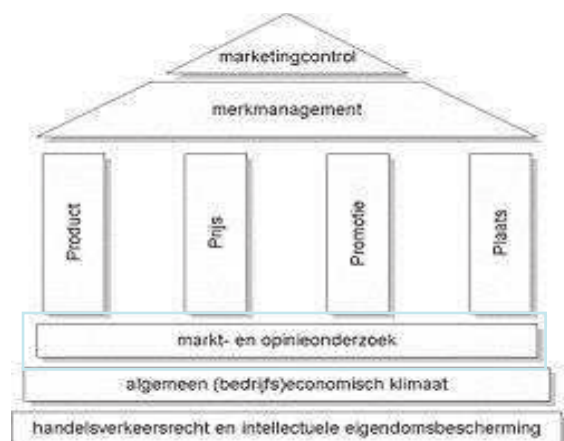 marketingcontrol
merkmanagement
Product
Prijs
Promotie
Plaats
markt- en opinieonderzoek
algemeen (bedrijfs)economisch klimaat
handelsverkeersrecht en intellectuele eigendomsbescherming